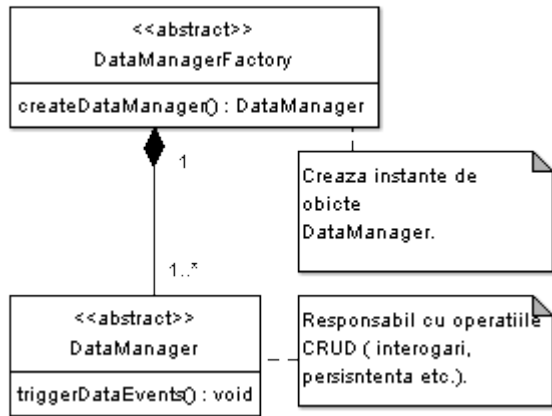 <<abstract>>
DataManagerFactory
createDataManager() : DataManager
1
Creaza instante de
obicte
DataManager.
1..*
<<abstract>>
DataManager
triggerDataEvents() : void
Responsabil cu operatiile
CRUD ( interogari,
persisntenta etc.).